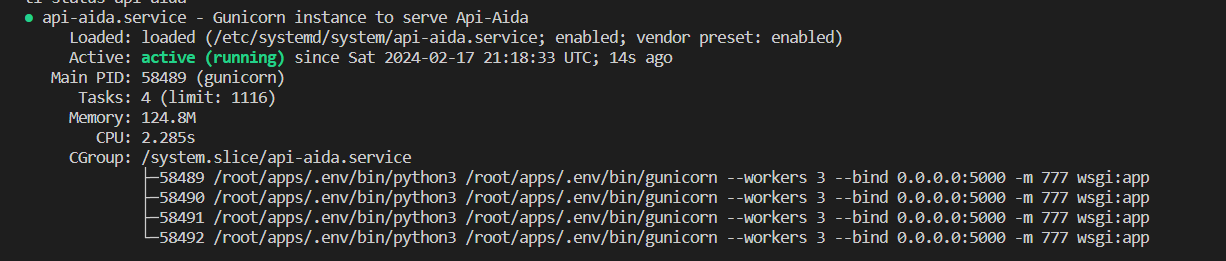 tl status api-aida
● api-aida.service - Gunicorn instance to serve Api-Aida
Loaded: loaded (/etc/systemd/system/api-aida.service; enabled; vendor preset: enabled)
Active: active (running) since Sat 2024-02-17 21:18:33 UTC; 14s ago
Main PID: 58489 (gunicorn)
Tasks: 4 (limit: 1116)
Memory: 124.8M
CPU: 2.285s
CGroup: /system.slice/api-aida.service
├─58489 /root/apps/.env/bin/python3 /root/apps/.env/bin/gunicorn --workers 3 --bind 0.0.0.0:5000 -m 777 wsgi:app
├─58490 /root/apps/.env/bin/python3 /root/apps/.env/bin/gunicorn --workers 3 --bind 0.0.0.0:5000 -m 777 wsgi:app
├─58491 /root/apps/.env/bin/python3 /root/apps/.env/bin/gunicorn --workers 3 --bind 0.0.0.0:5000 -m 777 wsgi:app
└─58492 /root/apps/.env/bin/python3 /root/apps/.env/bin/gunicorn --workers 3 --bind 0.0.0.0:5000 -m 777 wsgi:app